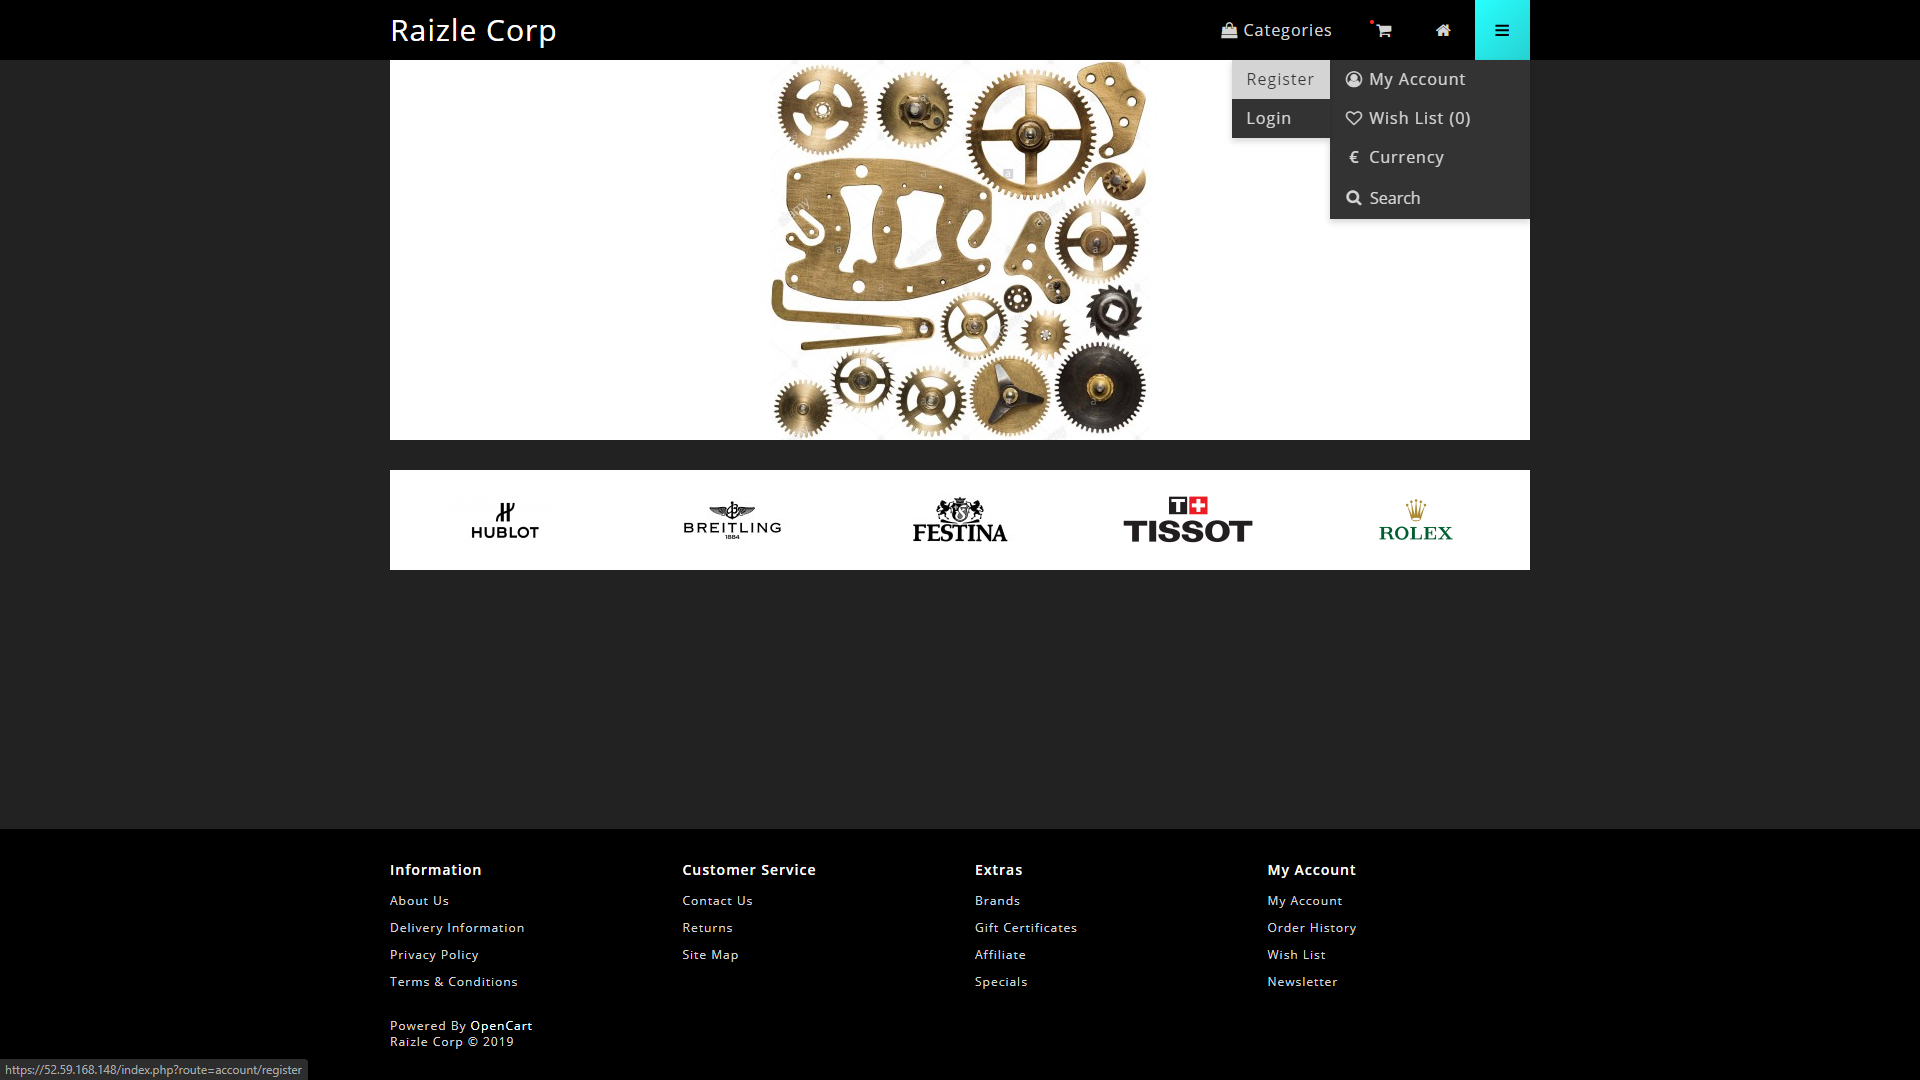 Raizle Corp
Categories
Register
Login
My Account
Wish List (0)
€ Currency
Search
HUBLOT
BREITLING
1884
FESTINA
T+
TISSOT
ROLEX
Information
About Us
Delivery Information
Privacy Policy
Terms & Conditions
Customer Service
Contact Us
Returns
Site Map
Extras
Brands
Gift Certificates
Affiliate
Specials
My Account
My Account
Order History
Wish List
Newsletter
Powered By OpenCart
Raizle Corp © 2019
https://52.59.168.148/index.php?route=account/register